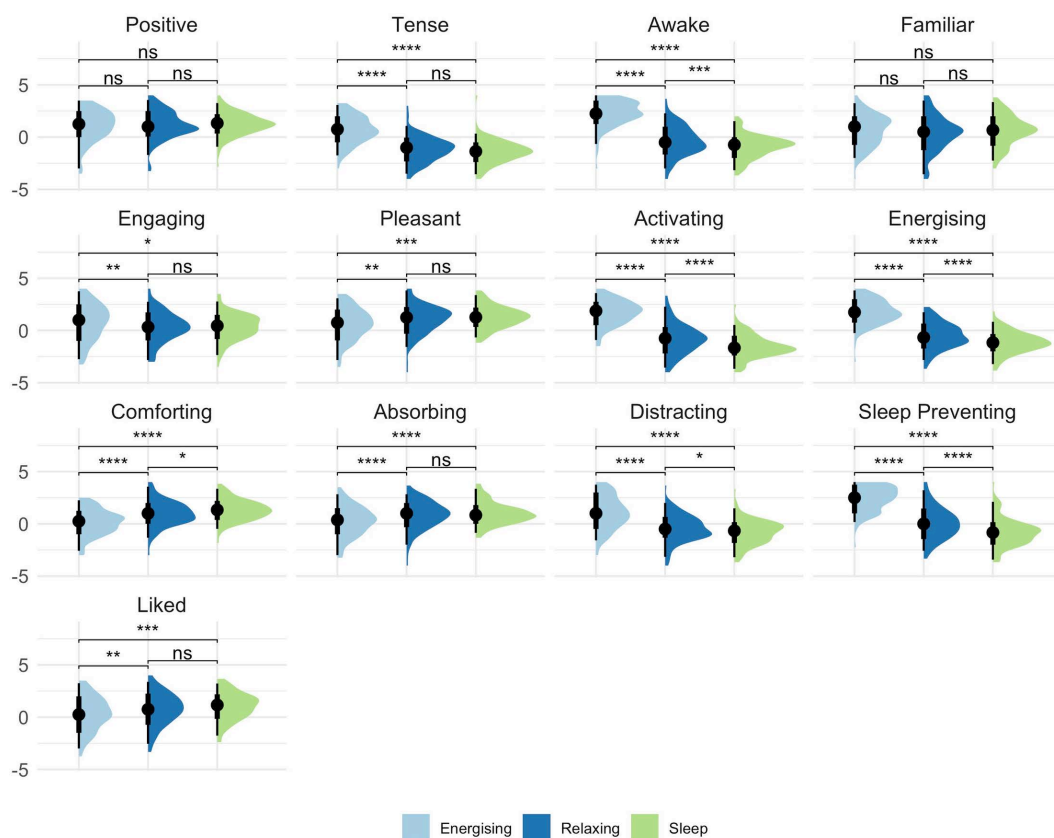 Positive Tense Awake Familiar
ns **** **** ns
5 ns ns **** ns **** *** ns ns
0
-5
Engaging Pleasant Activating Energising
* *** **** ****
5 ** ns ** ns **** **** **** ****
0
-5
Comforting Absorbing Distracting Sleep Preventing
**** **** **** ****
5 **** * **** ns **** * **** ****
0
-5
Liked
***
5 ** ns
0
-5
Energising Relaxing Sleep